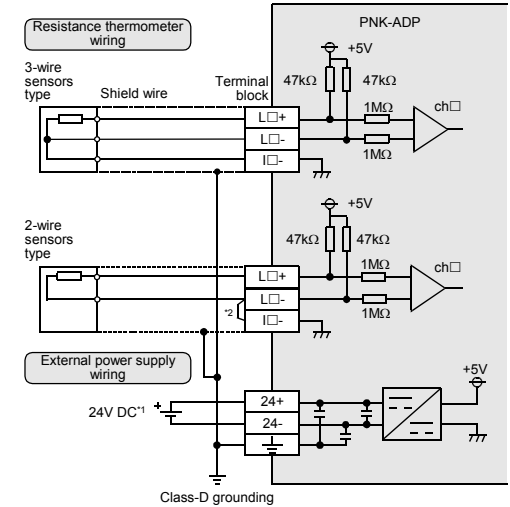 Resistance thermometer
wiring
PNK-ADP
+5V
3-wire
sensors
type
Shield wire
Terminal
block
47kΩ
47kΩ
1MΩ
ch□
L□+
L□-
1MΩ
I□-
+5V
2-wire
sensors
type
47kΩ
47kΩ
1MΩ
ch□
L□+
L□-
*2
1MΩ
I□-
External power supply
wiring
+5V
24V DC*1
+
24+
24-
Class-D grounding